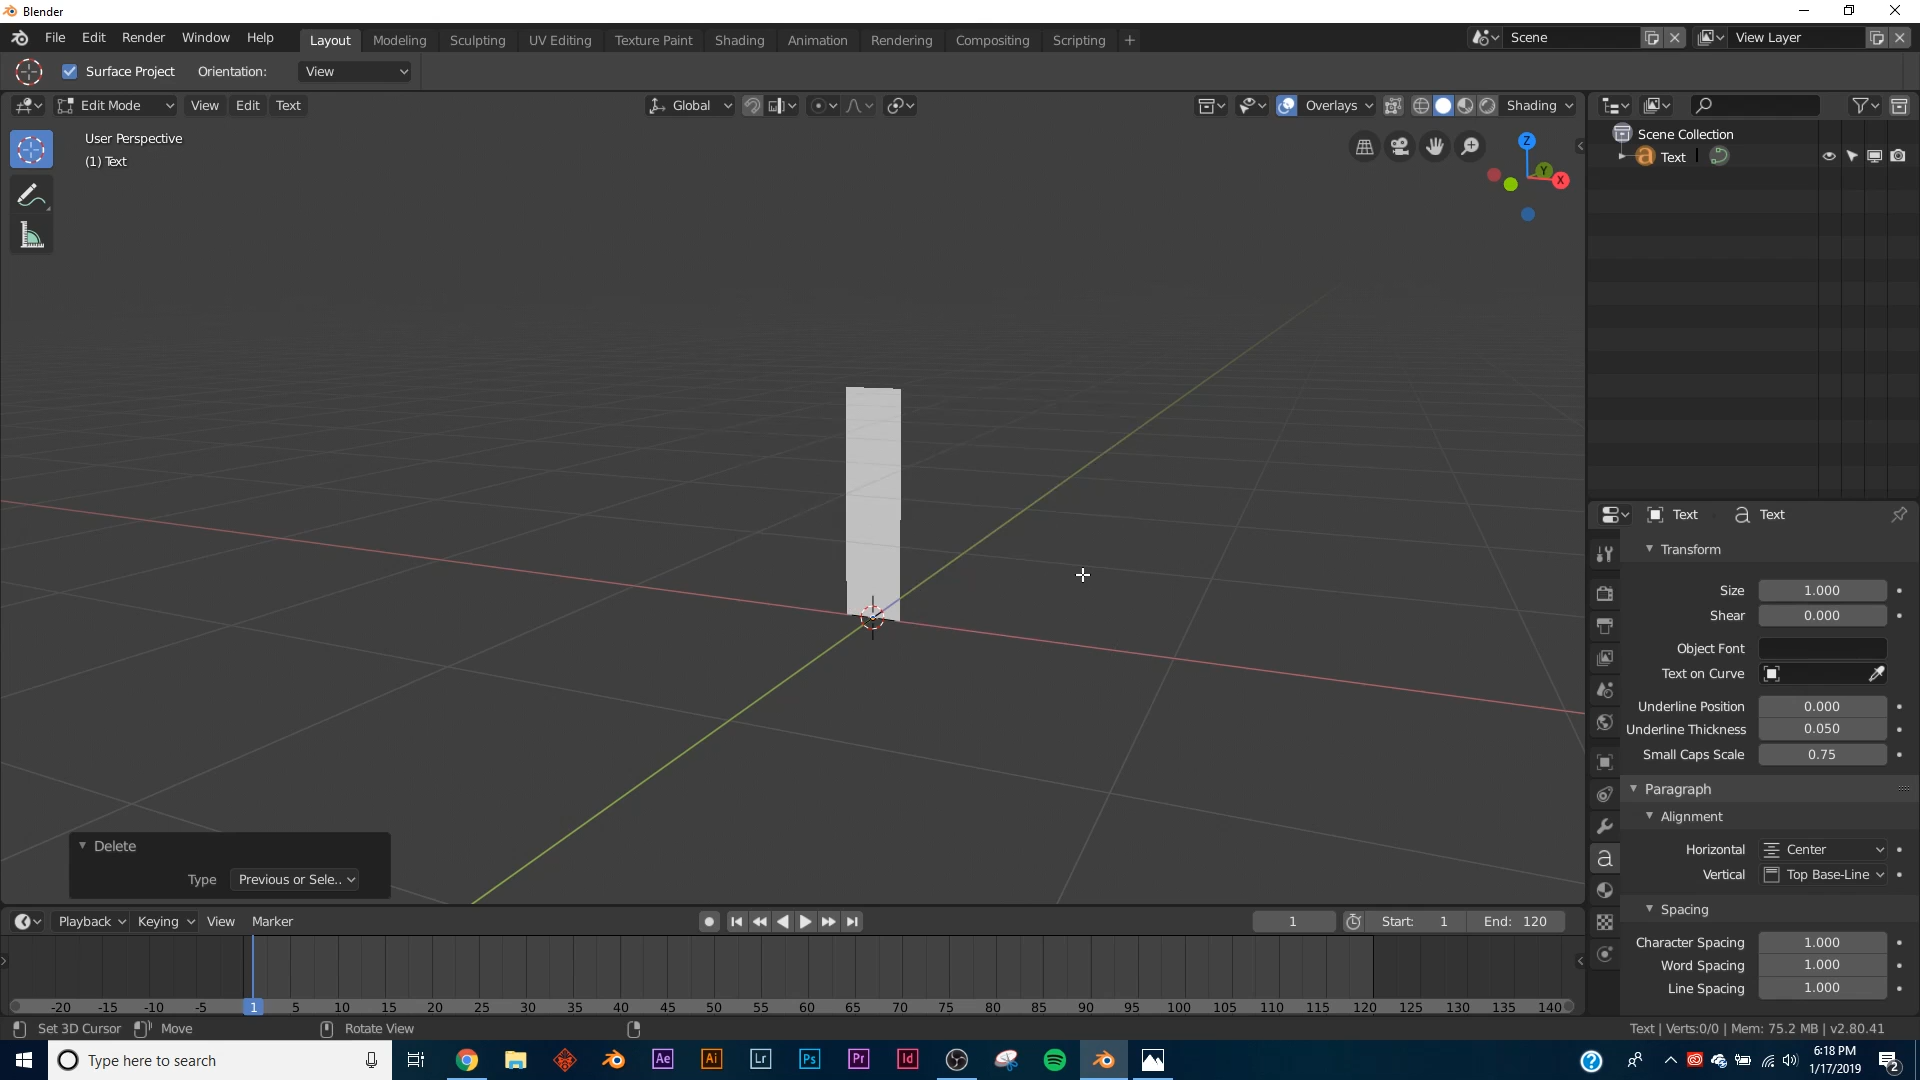 Blender
File Edit Render Window Help Layout Modeling Sculpting UV Editing Texture Paint Shading Animation Rendering Compositing Scripting + Scene View Layer
Surface Project Orientation: View
Edit Mode View Edit Text Global Overlays Shading
User Perspective
(1) Text
Z
Y
X
Scene Collection
a Text
Text a Text
Transform
Size 1.000
Shear 0.000
Object Font
Text on Curve
Underline Position 0.000
Underline Thickness 0.050
Small Caps Scale 0.75
Paragraph
Alignment
Horizontal Center
Vertical Top Base-Line
Spacing
Character Spacing 1.000
Word Spacing 1.000
Line Spacing 1.000
a
Delete
Type Previous or Sele..
Playback Keying View Marker 1 Start: 1 End: 120
-20 -15 -10 -5 1 5 10 15 20 25 30 35 40 45 50 55 60 65 70 75 80 85 90 95 100 105 110 115 120 125 130 135 140
Set 3D Cursor Move Rotate View Text | Verts:0/0 | Mem: 75.2 MB | v2.80.41
Type here to search Ae Ai Lr Ps Pr Id ? 6:18 PM
1/17/2019
2